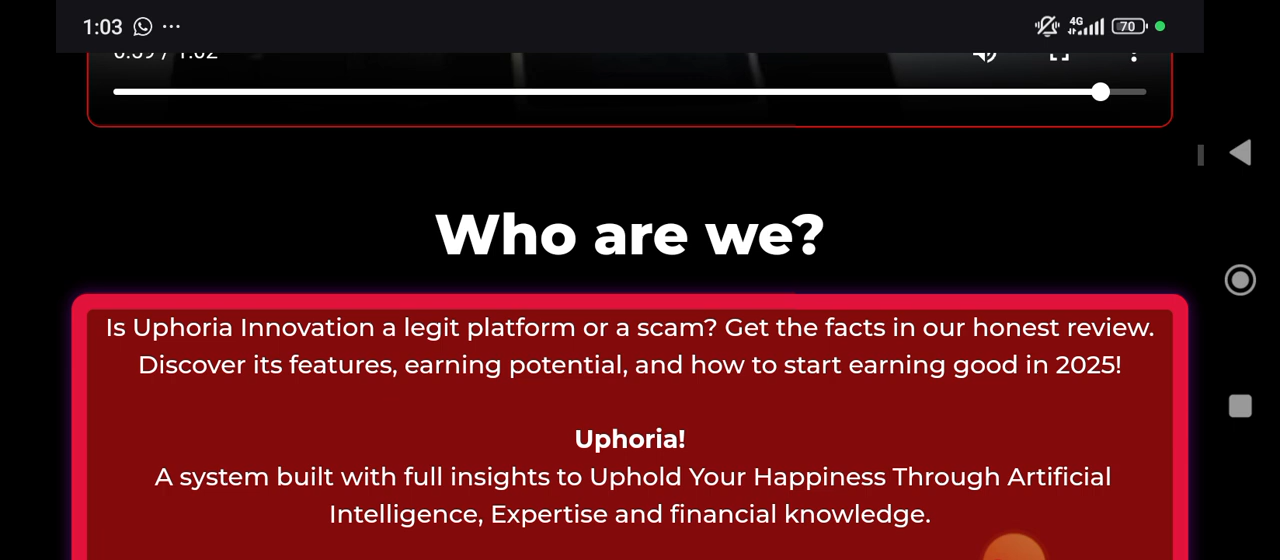 1:03
4G
70
Who are we?
Is Uphoria Innovation a legit platform or a scam? Get the facts in our honest review.
Discover its features, earning potential, and how to start earning good in 2025!
Uphoria!
A system built with full insights to Uphold Your Happiness Through Artificial
Intelligence, Expertise and financial knowledge.